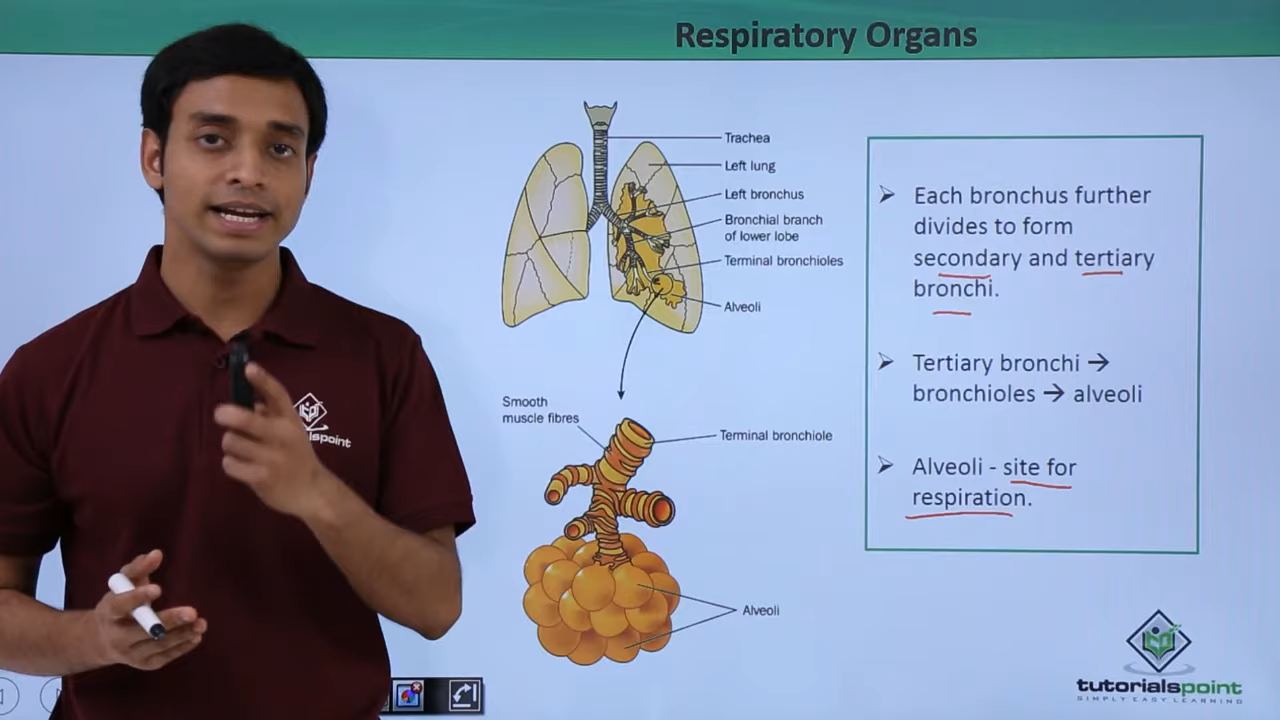 Respiratory Organs
Trachea
Left lung
Left bronchus
Bronchial branch
of lower lobe
Terminal bronchioles
Alveoli
Smooth
muscle fibres
Terminal bronchiole
Alveoli
Each bronchus further
divides to form
secondary and tertiary
bronchi.
Tertiary bronchi →
bronchioles → alveoli
Alveoli - site for
respiration.
tutorialspoint
SIMPLY EASY LEARNING